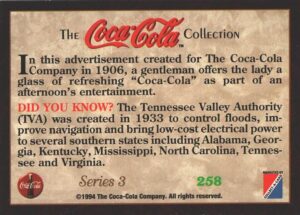 The Coca-Cola Collection
In this advertisement created for The Coca-Cola
Company in 1906, a gentleman offers the lady a
glass of refreshing "Coca-Cola" as part of an
afternoon's entertainment.
DID YOU KNOW? The Tennessee Valley Authority
(TVA) was created in 1933 to control floods, im-
prove navigation and bring low-cost electrical power
to several southern states including Alabama, Geor-
gia, Kentucky, Mississippi, North Carolina, Tennes-
see and Virginia.
Coca-Cola
Series 3
258
©1994 The Coca-Cola Company. All rights reserved.